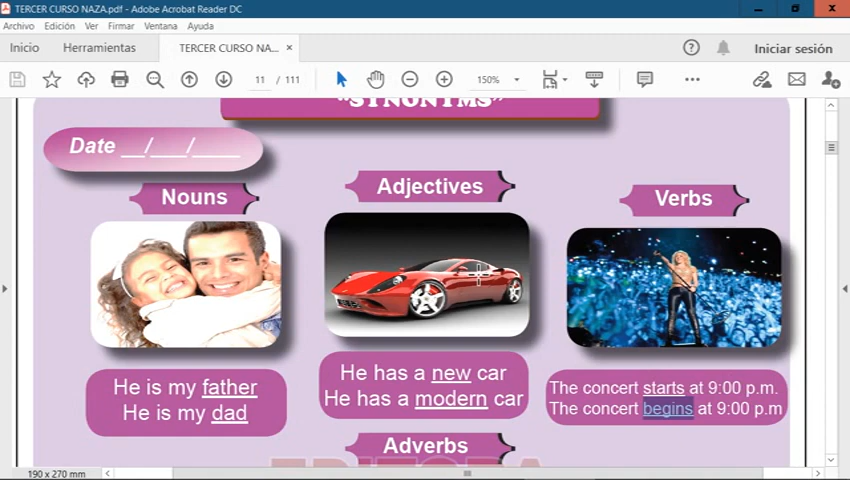 TERCER CURSO NAZA.pdf - Adobe Acrobat Reader DC
Archivo Edición Ver Firmar Ventana Ayuda
Inicio Herramientas TERCER CURSO NA... × Iniciar sesión
11 / 111 150%
"SYNONYMS"
Date __/___/____
Nouns
Adjectives
Verbs
He is my father
He is my dad
He has a new car
He has a modern car
The concert starts at 9:00 p.m.
The concert begins at 9:00 p.m
Adverbs
EDITORA
190 x 270 mm